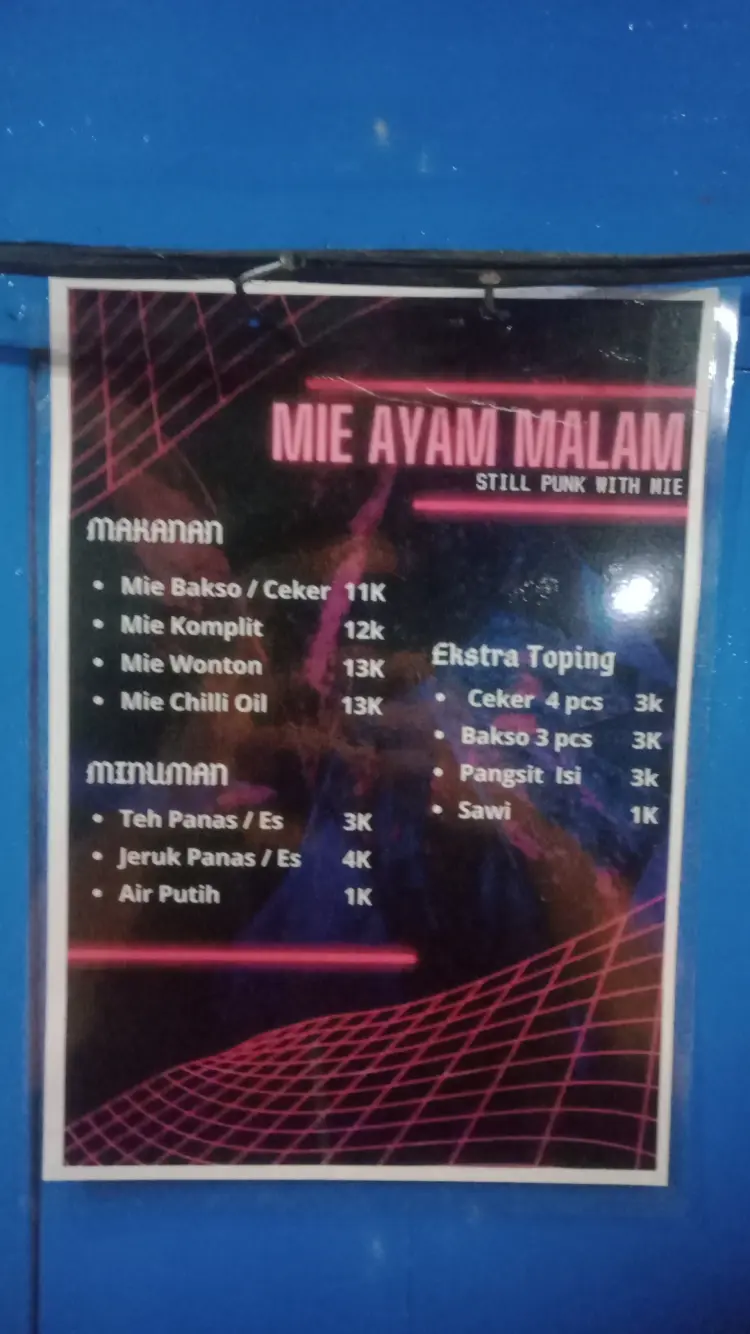 MIE AYAM MALAM
STILL PUNK WITH MIE
MAKANAN
• Mie Bakso / Ceker 11K
• Mie Komplit 12k
• Mie Wonton 13K
• Mie Chilli Oil 13K
MINUMAN
• Teh Panas / Es 3K
• Jeruk Panas / Es 4K
• Air Putih 1K
Ekstra Toping
• Ceker 4 pcs 3k
• Bakso 3 pcs 3K
• Pangsit Isi 3k
• Sawi 1K